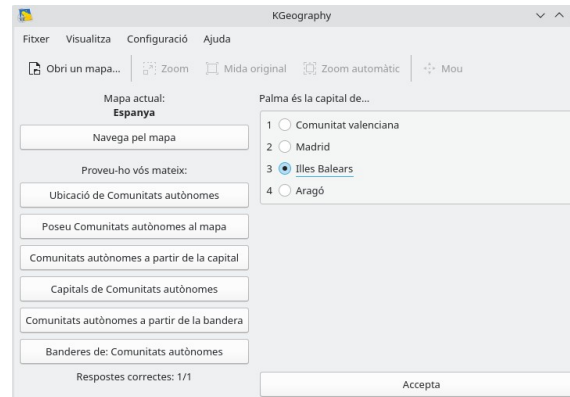 KGeography
Fitxer Visualitza Configuració Ajuda
Obri un mapa... Zoom Mida original Zoom automàtic Mou
Mapa actual:
Espanya
Navega pel mapa
Proveu-ho vós mateix:
Ubicació de Comunitats autònomes
Poseu Comunitats autònomes al mapa
Comunitats autònomes a partir de la capital
Capitals de Comunitats autònomes
Comunitats autònomes a partir de la bandera
Banderes de: Comunitats autònomes
Respostes correctes: 1/1
Palma és la capital de...
1 Comunitat valenciana
2 Madrid
3 Illes Balears
4 Aragó
Accepta